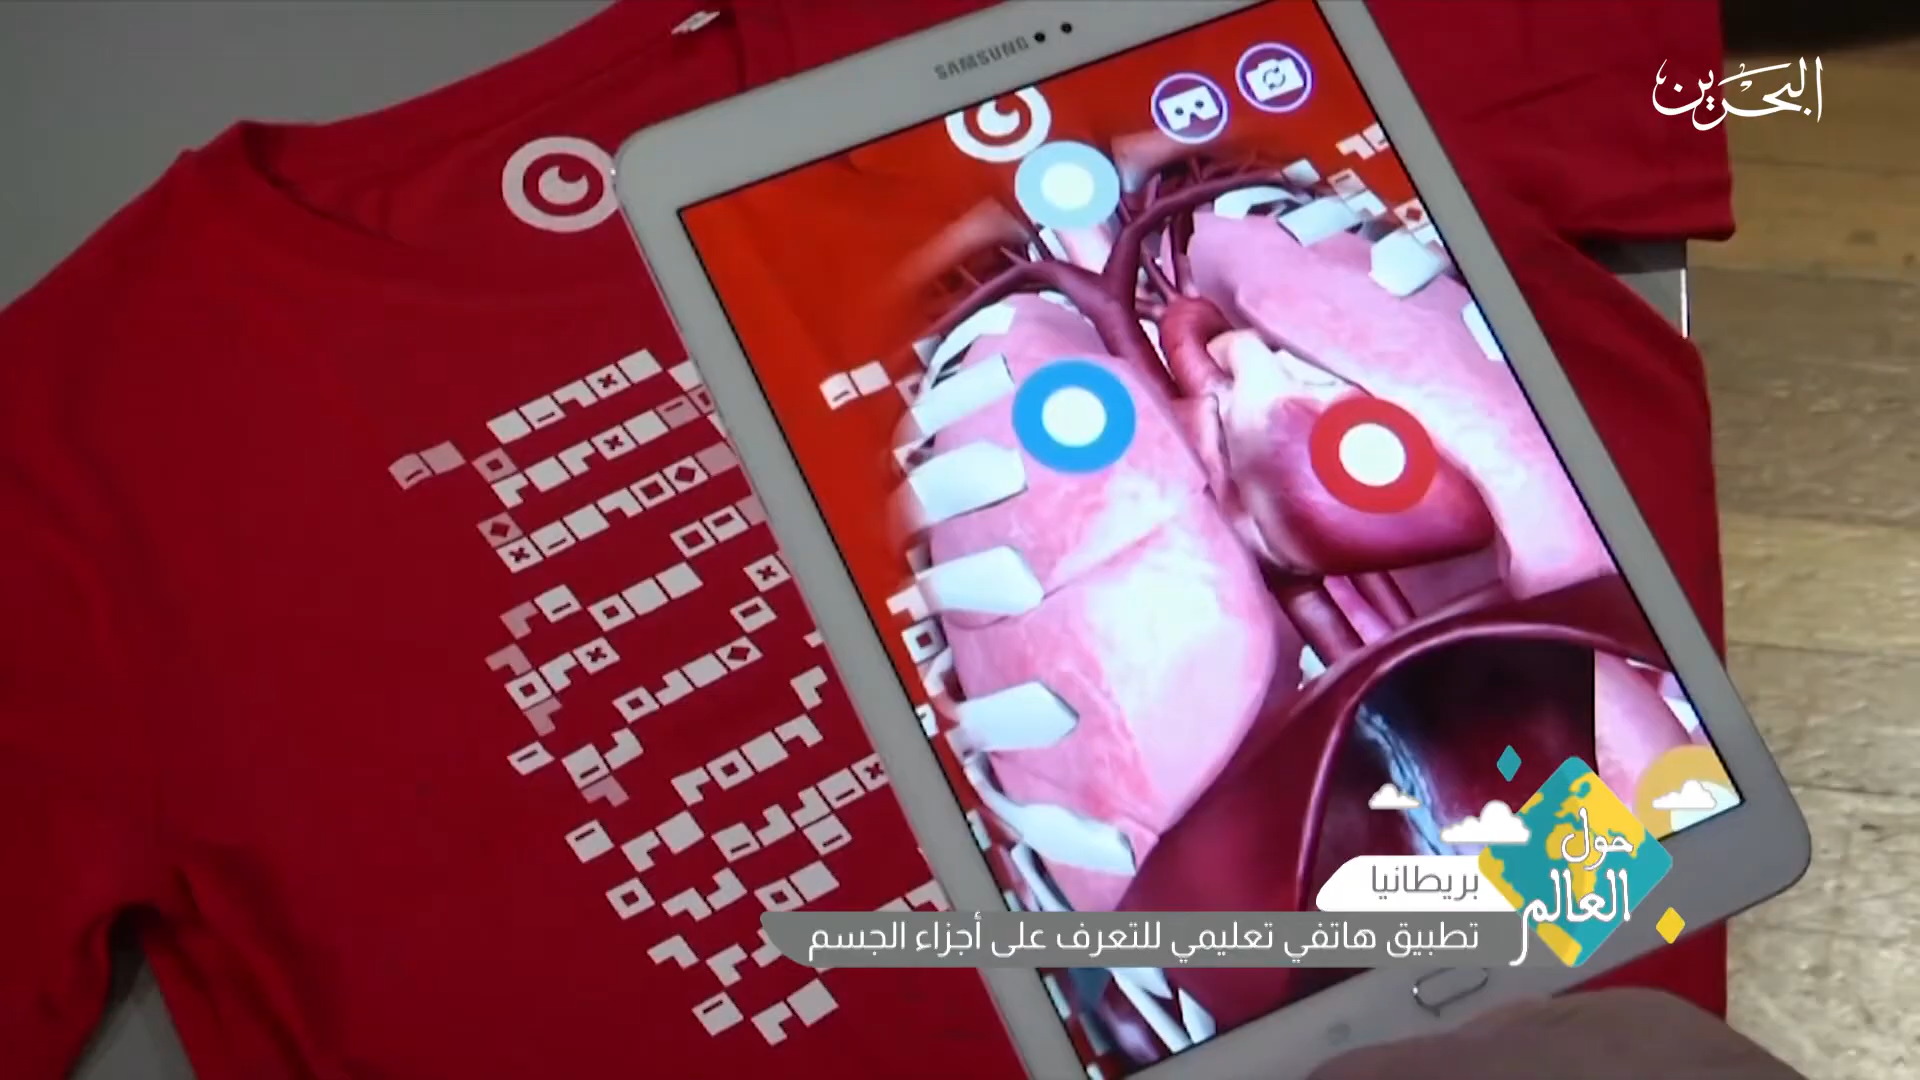 SAMSUNG
البحرين
حول
العالم
بريطانيا
تطبيق هاتفي تعليمي للتعرف على أجزاء الجسم